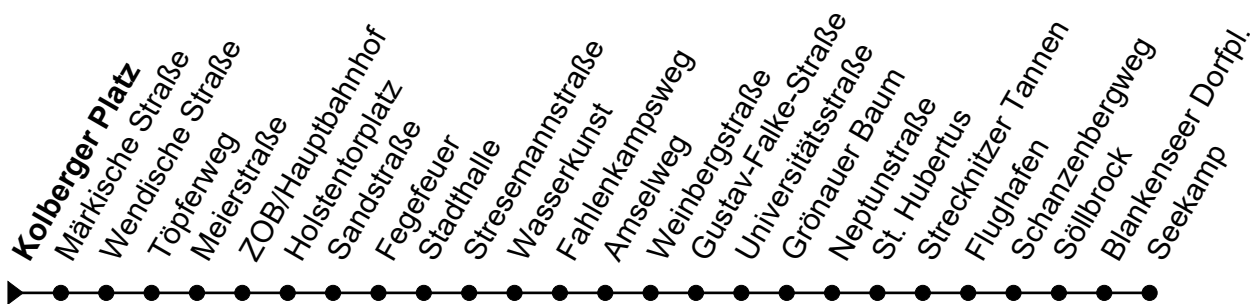 Kolberger Platz
Märkische Straße
Wendische Straße
Töpferweg
Meierstraße
ZOB/Hauptbahnhof
Holstentorplatz
Sandstraße
Fegefeuer
Stadthalle
Stresemannstraße
Wasserkunst
Fahlenkampsweg
Amselweg
Weinbergstraße
Gustav-Falke-Straße
Universitätsstraße
Grönauer Baum
Neptunstraße
St. Hubertus
Strecknitzer Tannen
Flughafen
Schanzenbergweg
Söllbrock
Blankenseer Dorfpl.
Seekamp